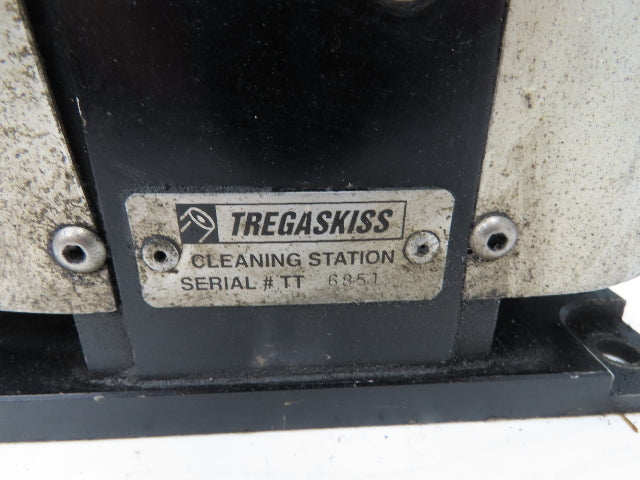 TREGASKISS
CLEANING STATION
SERIAL # TT 6851